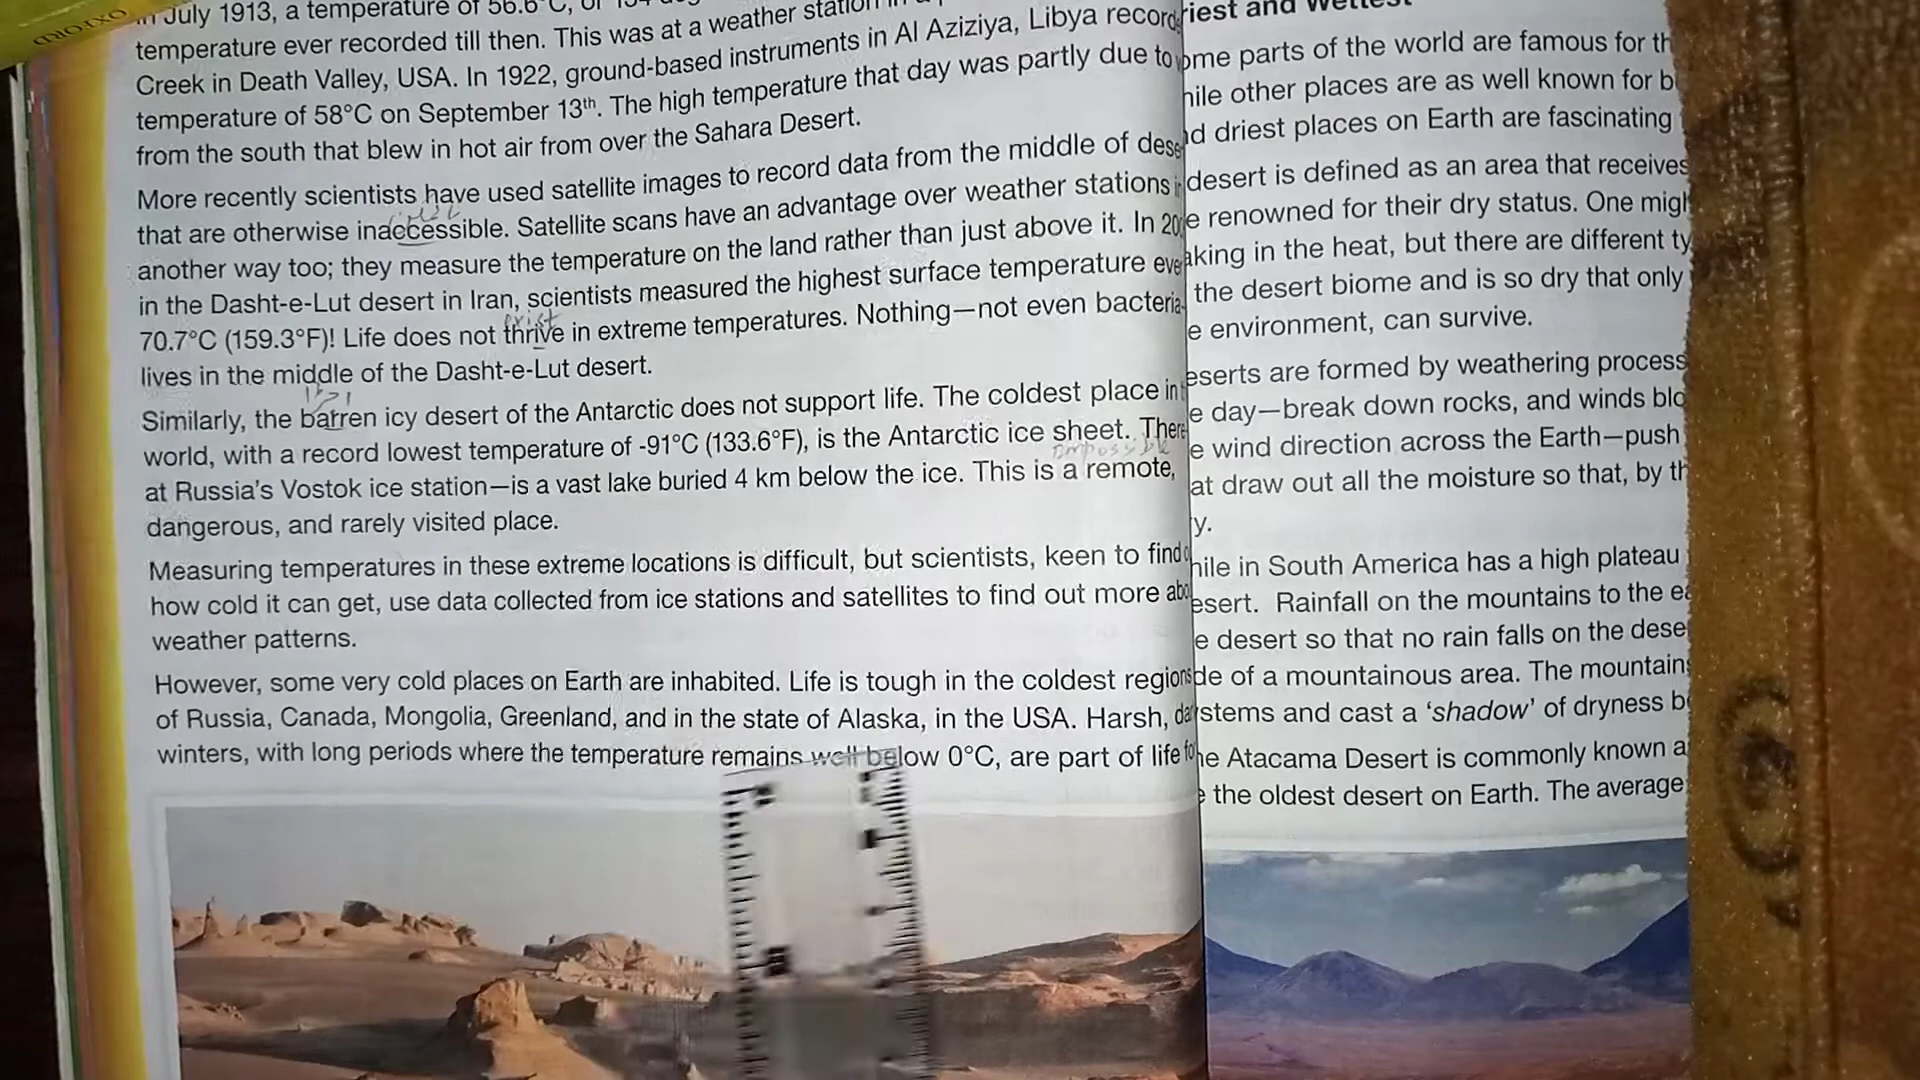 July 1913, a temperature of 56.6°C, or
temperature ever recorded till then. This was at a weather station
Creek in Death Valley, USA. In 1922, ground-based instruments in Al Aziziya, Libya record
temperature of 58°C on September 13th. The high temperature that day was partly due to
from the south that blew in hot air from over the Sahara Desert.
More recently scientists have used satellite images to record data from the middle of dese
that are otherwise inaccessible. Satellite scans have an advantage over weather stations
another way too; they measure the temperature on the land rather than just above it. In 20
in the Dasht-e-Lut desert in Iran, scientists measured the highest surface temperature eve
exist
70.7°C (159.3°F)! Life does not thrive in extreme temperatures. Nothing—not even bacteria
lives in the middle of the Dasht-e-Lut desert.
Similarly, the barren icy desert of the Antarctic does not support life. The coldest place in
world, with a record lowest temperature of -91°C (133.6°F), is the Antarctic ice sheet. There
impossible
at Russia's Vostok ice station—is a vast lake buried 4 km below the ice. This is a remote,
dangerous, and rarely visited place.
Measuring temperatures in these extreme locations is difficult, but scientists, keen to find
how cold it can get, use data collected from ice stations and satellites to find out more abo
weather patterns.
However, some very cold places on Earth are inhabited. Life is tough in the coldest regions
of Russia, Canada, Mongolia, Greenland, and in the state of Alaska, in the USA. Harsh, da
winters, with long periods where the temperature remains well below 0°C, are part of life fo
riest and Wettest
ome parts of the world are famous for th
hile other places are as well known for b
nd driest places on Earth are fascinating
desert is defined as an area that receives
e renowned for their dry status. One migh
aking in the heat, but there are different ty
the desert biome and is so dry that only
e environment, can survive.
eserts are formed by weathering process
e day—break down rocks, and winds blo
e wind direction across the Earth—push
at draw out all the moisture so that, by th
y.
hile in South America has a high plateau
esert. Rainfall on the mountains to the ea
e desert so that no rain falls on the dese
de of a mountainous area. The mountains
stems and cast a 'shadow' of dryness b
he Atacama Desert is commonly known a
e the oldest desert on Earth. The average